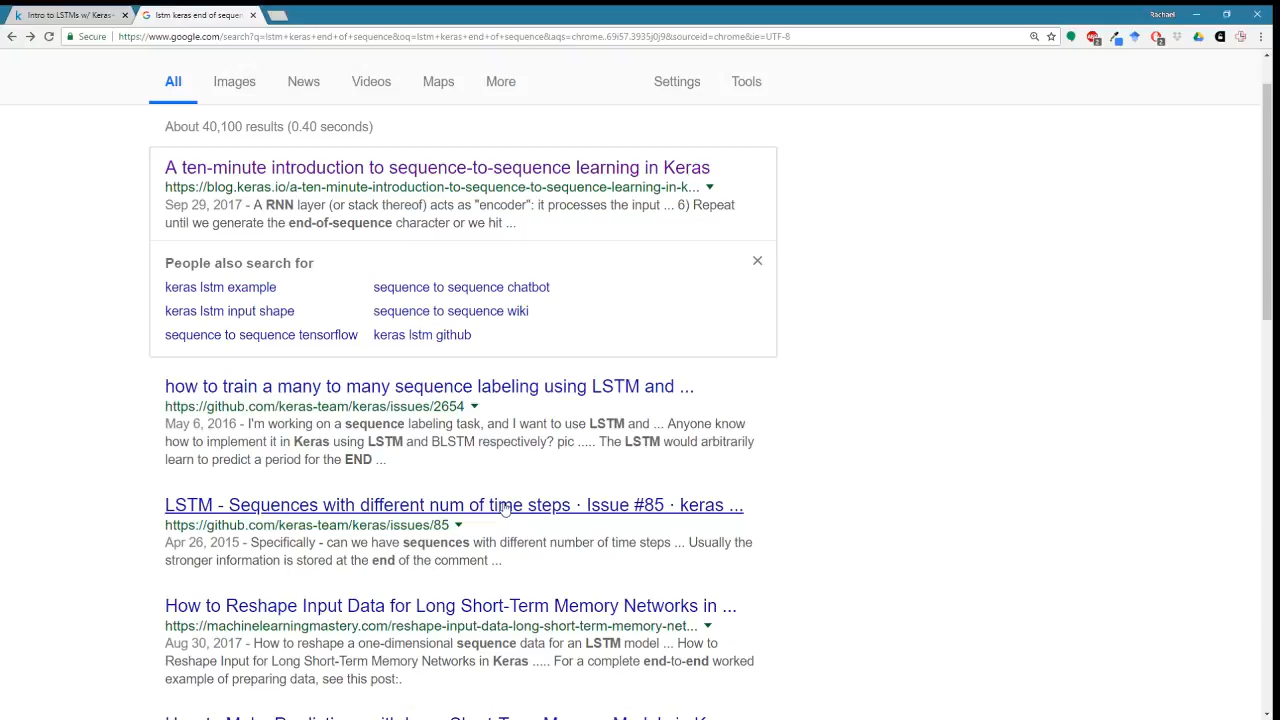 Intro to LSTMs w/ Keras-
lstm keras end of sequen
Rachael
Secure
https://www.google.com/search?q=lstm+keras+end+of+sequence&oq=lstm+keras+end+of+sequence&aqs=chrome..69i57.3935j0j9&sourceid=chrome&ie=UTF-8
All Images News Videos Maps More Settings Tools
About 40,100 results (0.40 seconds)
A ten-minute introduction to sequence-to-sequence learning in Keras
https://blog.keras.io/a-ten-minute-introduction-to-sequence-to-sequence-learning-in-k...
Sep 29, 2017 - A RNN layer (or stack thereof) acts as "encoder": it processes the input ... 6) Repeat
until we generate the end-of-sequence character or we hit ...
People also search for
keras lstm example sequence to sequence chatbot
keras lstm input shape sequence to sequence wiki
sequence to sequence tensorflow keras lstm github
how to train a many to many sequence labeling using LSTM and ...
https://github.com/keras-team/keras/issues/2654
May 6, 2016 - I'm working on a sequence labeling task, and I want to use LSTM and ... Anyone know
how to implement it in Keras using LSTM and BLSTM respectively? pic ..... The LSTM would arbitrarily
learn to predict a period for the END ...
LSTM - Sequences with different num of time steps · Issue #85 · keras ...
https://github.com/keras-team/keras/issues/85
Apr 26, 2015 - Specifically - can we have sequences with different number of time steps ... Usually the
stronger information is stored at the end of the comment ...
How to Reshape Input Data for Long Short-Term Memory Networks in ...
https://machinelearningmastery.com/reshape-input-data-long-short-term-memory-net...
Aug 30, 2017 - How to reshape a one-dimensional sequence data for an LSTM model ... How to
Reshape Input for Long Short-Term Memory Networks in Keras ..... For a complete end-to-end worked
example of preparing data, see this post:.